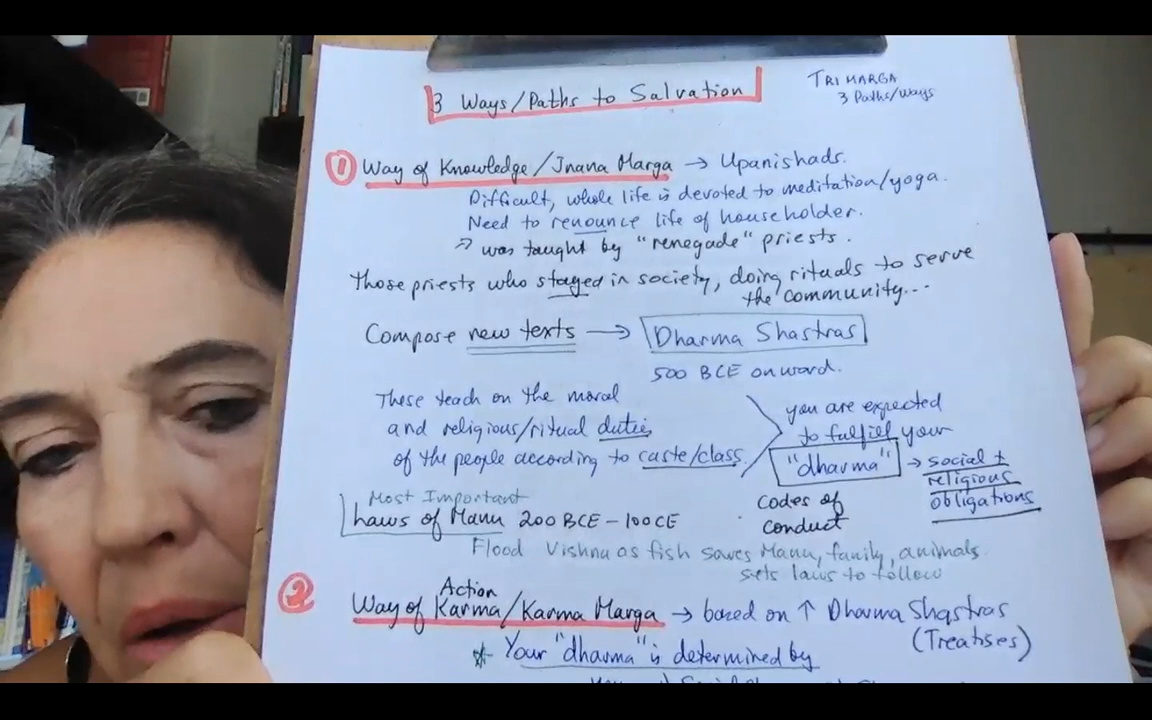 3 Ways/Paths to Salvation
TRI MARGA
3 Paths/Ways
① Way of Knowledge/Jnana Marga → Upanishads.
Difficult, whole life is devoted to meditation/yoga.
Need to renounce life of householder.
→ was taught by "renegade" priests.
Those priests who stayed in society, doing rituals to serve
the community...
Compose new texts → Dharma Shastras
500 BCE onward.
These teach on the moral
and religious/ritual duties
of the people according to caste/class
you are expected
to fulfill your
"dharma" → social +
religious
obligations
Codes of
conduct
Most Important
Laws of Manu 200 BCE – 100 CE
Flood Vishnu as fish saves Manu, family, animals.
sets laws to follow
② Way of Karma/Karma Marga → based on ↑ Dharma Shastras
Action
(Treatises)
* Your "dharma" is determined by